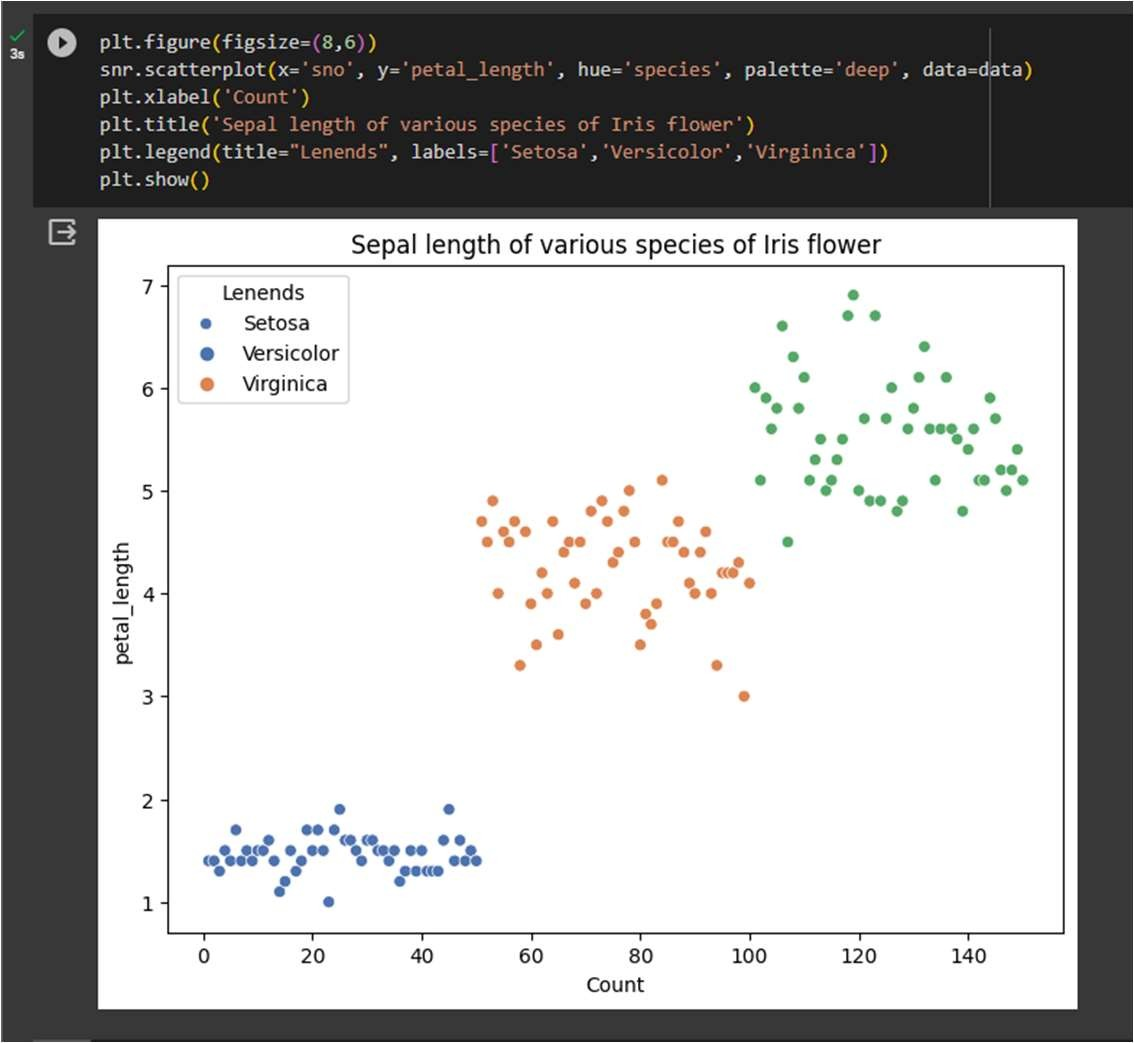 3s
plt.figure(figsize=(8,6))
snr.scatterplot(x='sno', y='petal_length', hue='species', palette='deep', data=data)
plt.xlabel('Count')
plt.title('Sepal length of various species of Iris flower')
plt.legend(title="Lenends", labels=['Setosa','Versicolor','Virginica'])
plt.show()
Sepal length of various species of Iris flower
Lenends
Setosa
Versicolor
Virginica
7
6
5
4
3
2
1
petal_length
0 20 40 60 80 100 120 140
Count